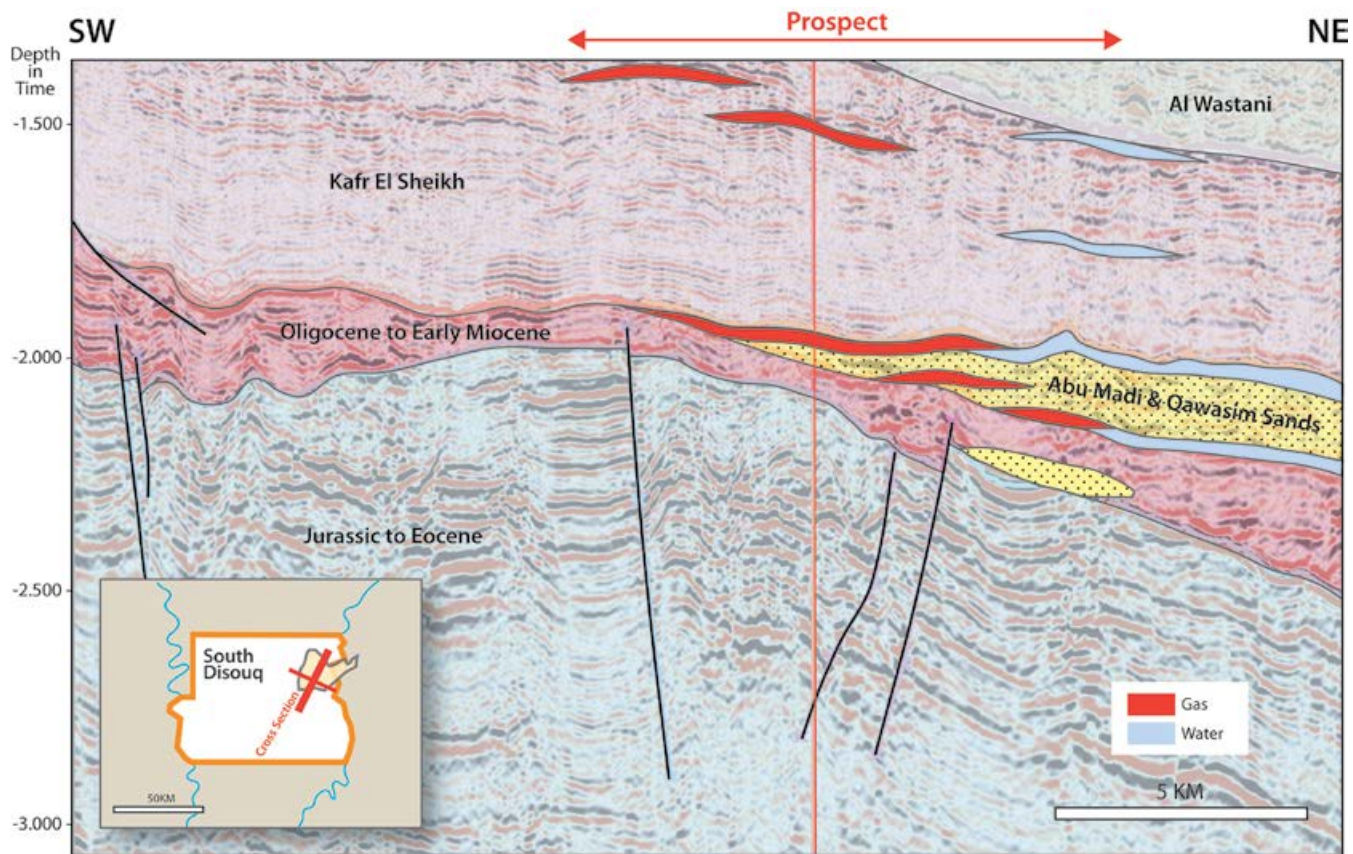 SW
Prospect
NE
Depth
in
Time
Al Wastani
-1.500
Kafr El Sheikh
Oligocene to Early Miocene
-2.000
Abu Madi & Qawasim Sands
Jurassic to Eocene
-2.500
South
Disouq
Cross Section
50KM
Gas
Water
5 KM
-3.000